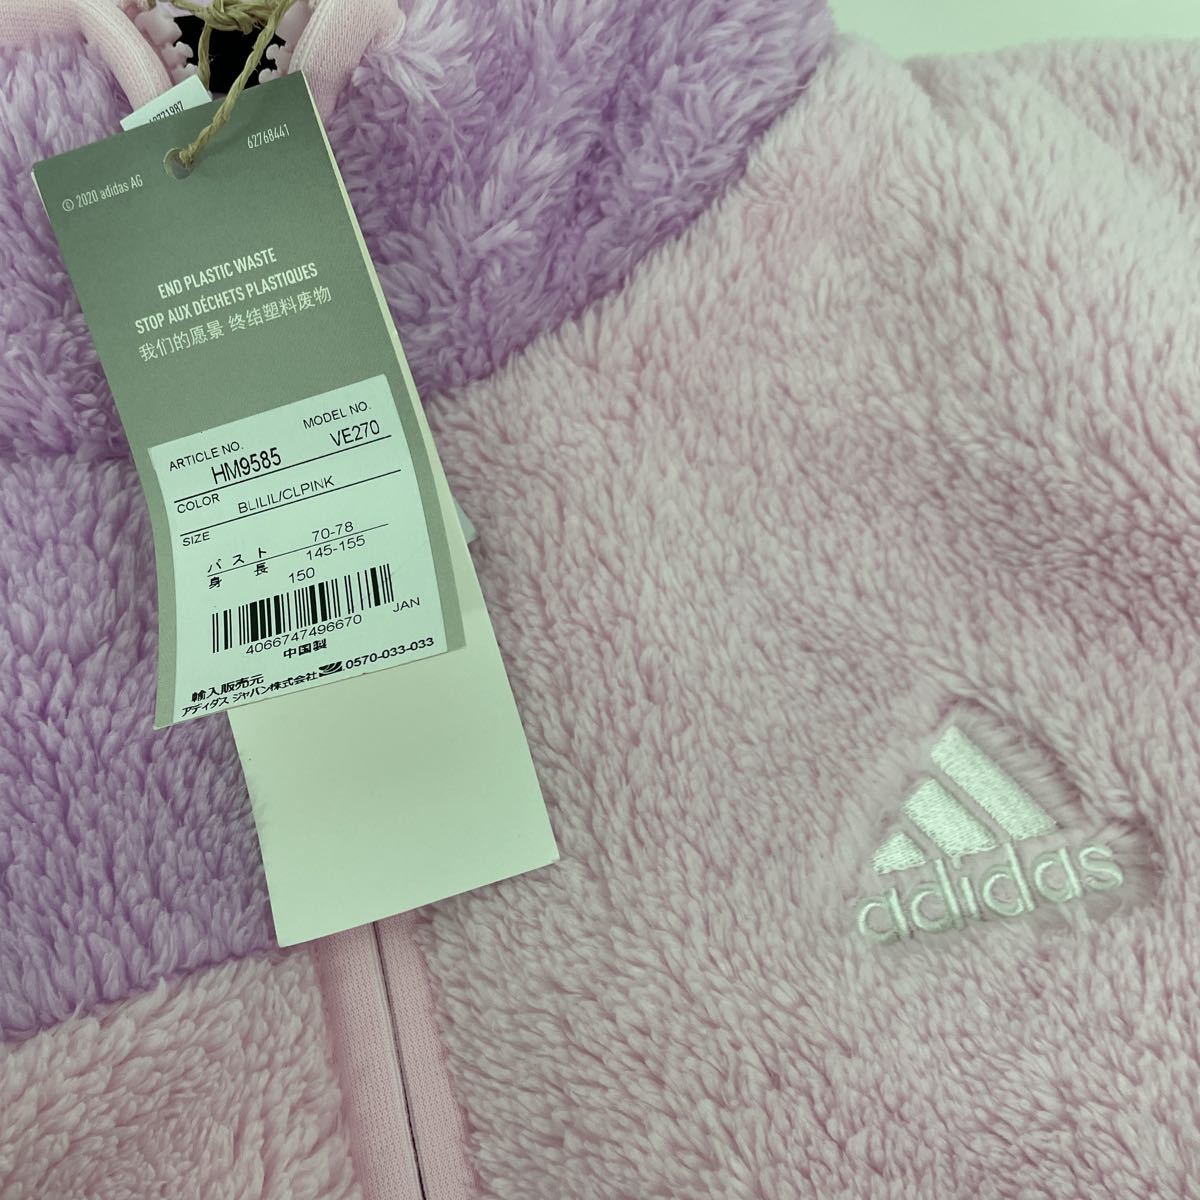 62768441
© 2020 adidas AG
END PLASTIC WASTE
STOP AUX DÉCHETS PLASTIQUES
我们的愿景 终结塑料废物
ARTICLE NO. MODEL NO.
HM9585 VE270
COLOR
BLILIL/CLPINK
SIZE
バスト 70-78
身長 145-155
150
4066747496670 JAN
中国製
輸入販売元
アディダス ジャパン株式会社 0570-033-033
adidas